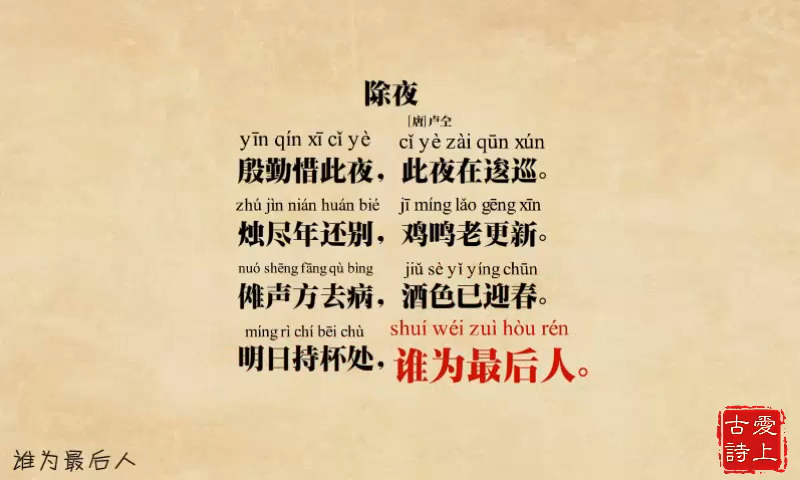 除夜
[唐]卢仝
yīn qín xī cǐ yè cǐ yè zài qūn xún
殷勤惜此夜，此夜在逡巡。
zhú jìn nián huán bié jī míng lǎo gēng xīn
烛尽年还别，鸡鸣老更新。
nuó shēng fāng qù bìng jiǔ sè yǐ yíng chūn
傩声方去病，酒色已迎春。
míng rì chí bēi chù shuí wéi zuì hòu rén
明日持杯处，谁为最后人。
谁为最后人
愛上
古詩